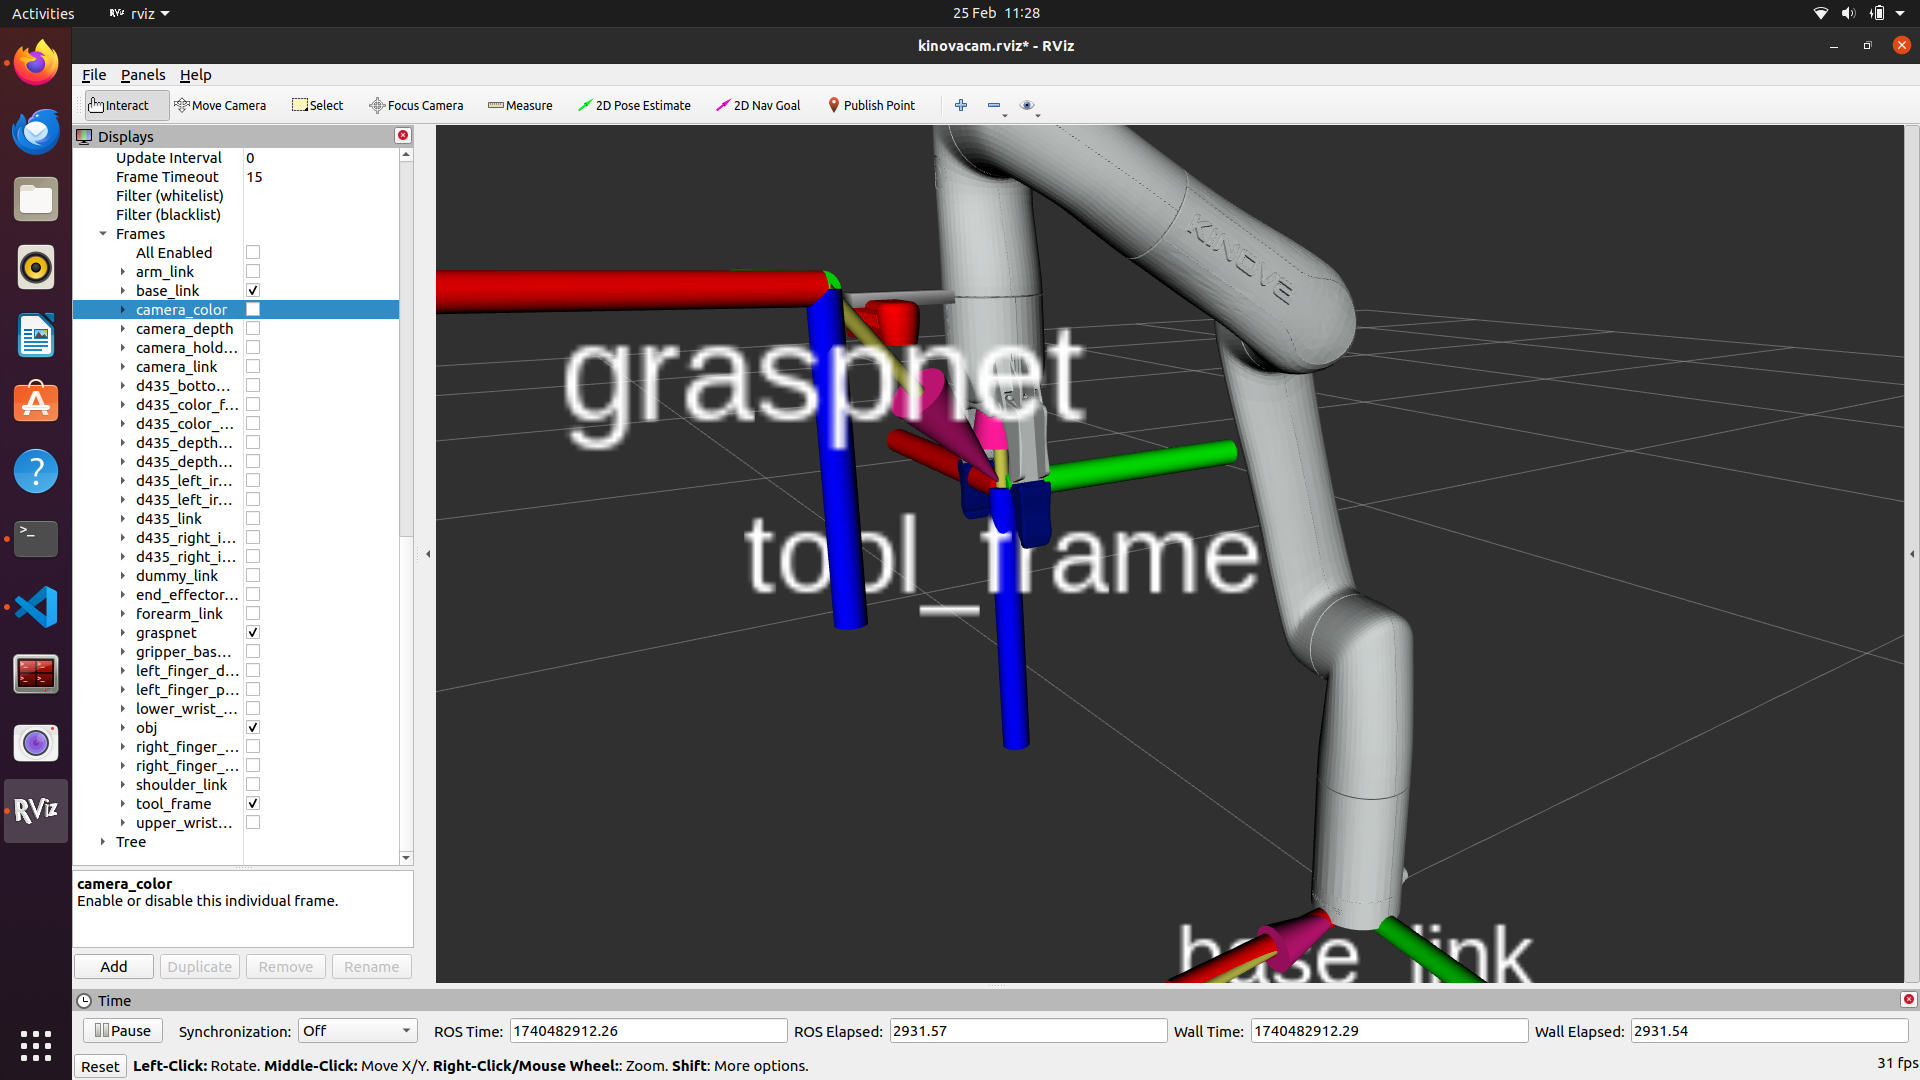 Activities
RViz rviz
25 Feb 11:28
kinovacam.rviz* - RViz
File Panels Help
Interact Move Camera Select Focus Camera Measure 2D Pose Estimate 2D Nav Goal Publish Point
Displays
Update Interval 0
Frame Timeout 15
Filter (whitelist)
Filter (blacklist)
Frames
All Enabled
arm_link
base_link
camera_color
camera_depth
camera_hold...
camera_link
d435_botto...
d435_color_f...
d435_color_...
d435_depth...
d435_depth...
d435_left_ir...
d435_left_ir...
d435_link
d435_right_i...
d435_right_i...
dummy_link
end_effector...
forearm_link
graspnet
gripper_bas...
left_finger_d...
left_finger_p...
lower_wrist_...
obj
right_finger_...
right_finger_...
shoulder_link
tool_frame
upper_wrist...
Tree
camera_color
Enable or disable this individual frame.
Add Duplicate Remove Rename
KINOVE
graspnet
tool_frame
base_link
RViz
Time
Pause Synchronization: Off ROS Time: 1740482912.26 ROS Elapsed: 2931.57 Wall Time: 1740482912.29 Wall Elapsed: 2931.54
Reset Left-Click: Rotate. Middle-Click: Move X/Y. Right-Click/Mouse Wheel:: Zoom. Shift: More options. 31 fps